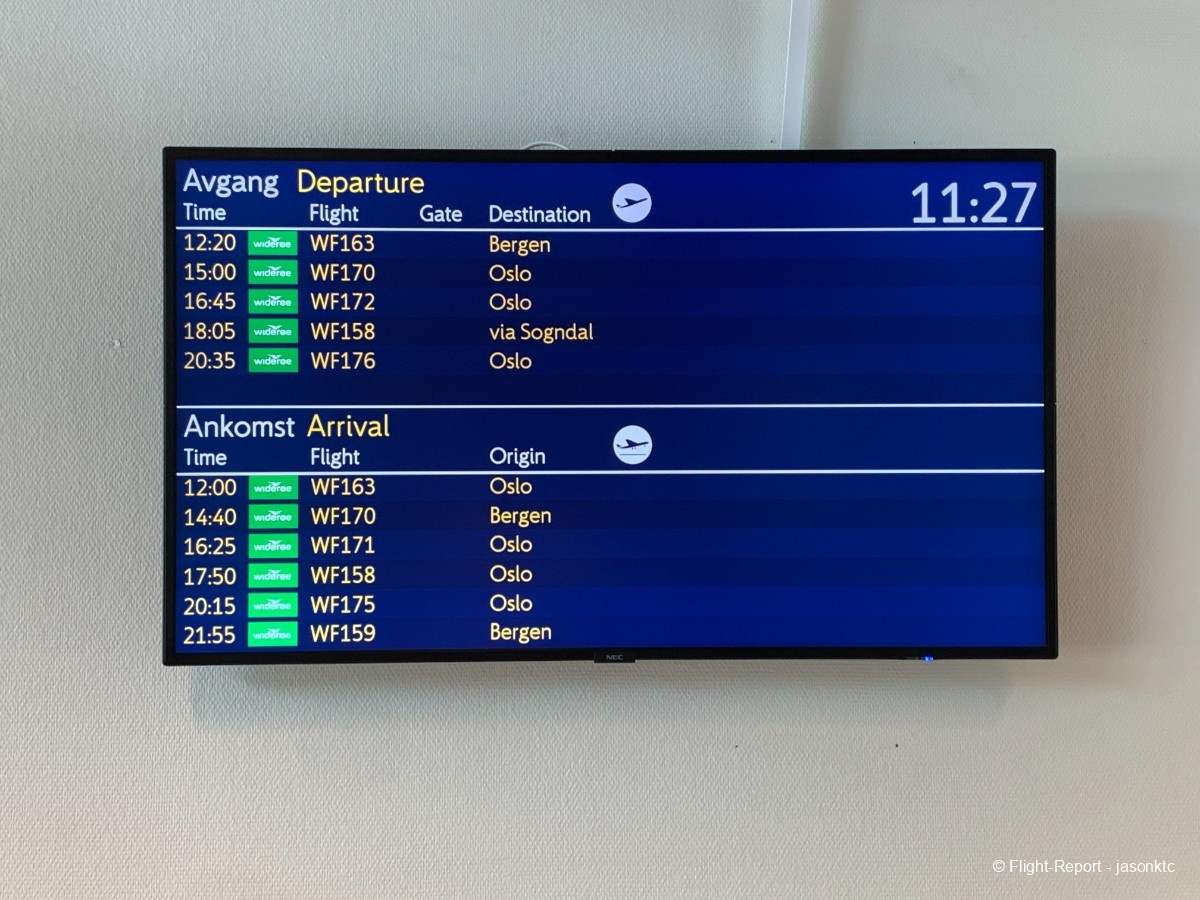 Avgang Departure
11:27
Time Flight Gate Destination
12:20 widerøe WF163 Bergen
15:00 widerøe WF170 Oslo
16:45 widerøe WF172 Oslo
18:05 widerøe WF158 via Sogndal
20:35 widerøe WF176 Oslo
Ankomst Arrival
Time Flight Origin
12:00 widerøe WF163 Oslo
14:40 widerøe WF170 Bergen
16:25 widerøe WF171 Oslo
17:50 widerøe WF158 Oslo
20:15 widerøe WF175 Oslo
21:55 widerøe WF159 Bergen
NEC
© Flight-Report - jasonktc